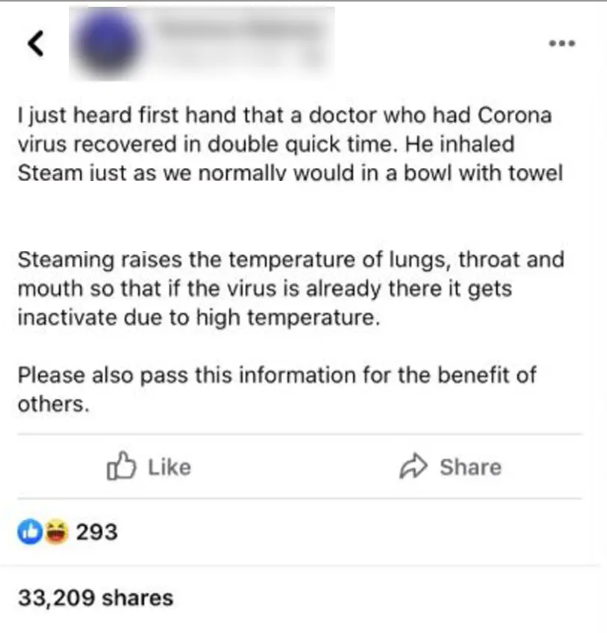 I just heard first hand that a doctor who had Corona
virus recovered in double quick time. He inhaled
Steam just as we normally would in a bowl with towel
Steaming raises the temperature of lungs, throat and
mouth so that if the virus is already there it gets
inactivate due to high temperature.
Please also pass this information for the benefit of
others.
Like
Share
293
33,209 shares